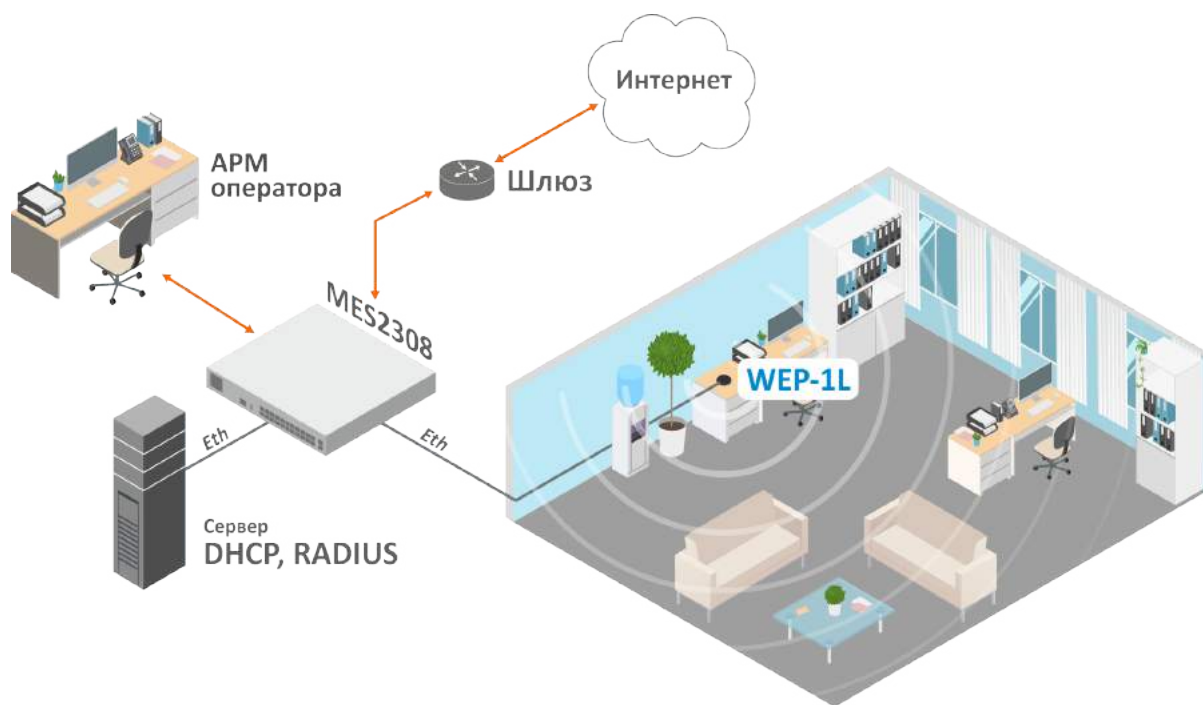 Интернет
АРМ
оператора
Шлюз
MES2308
WEP-1L
Eth
Eth
Сервер
DHCP, RADIUS